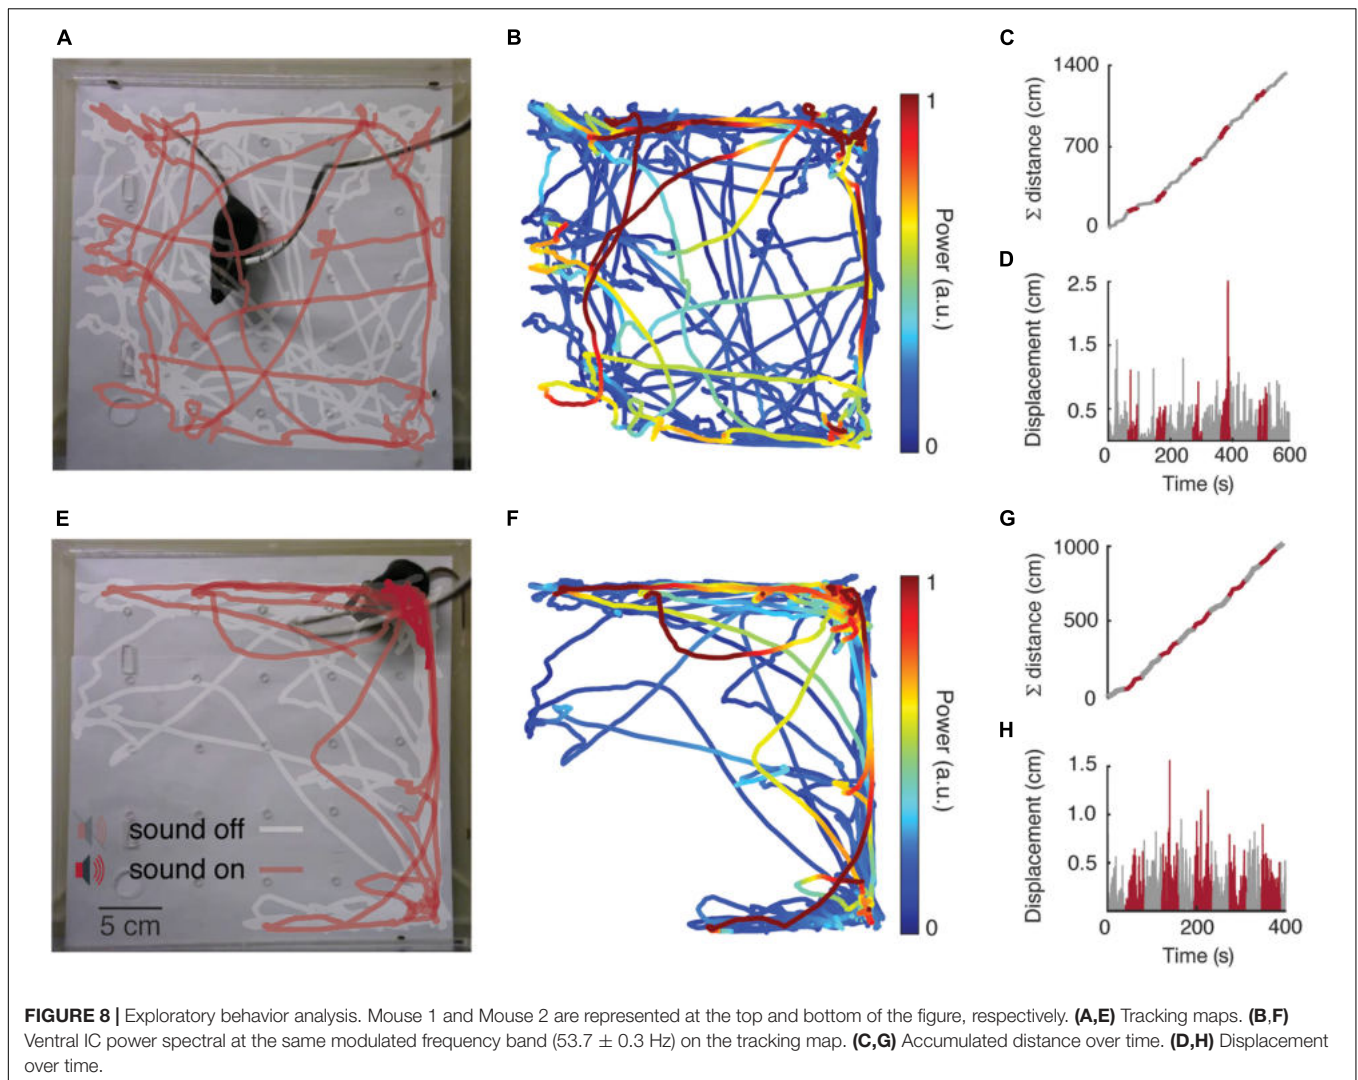 A
B
1
Power (a.u.)
0
C
1400
700
0
Σ distance (cm)
D
2.5
1.5
0.5
Displacement (cm)
0 200 400 600
Time (s)
E
sound off
sound on
5 cm
F
1
Power (a.u.)
0
G
1000
500
0
Σ distance (cm)
H
1.5
1.0
0.5
Displacement (cm)
0 200 400
Time (s)
FIGURE 8 | Exploratory behavior analysis. Mouse 1 and Mouse 2 are represented at the top and bottom of the figure, respectively. (A,E) Tracking maps. (B,F)
Ventral IC power spectral at the same modulated frequency band (53.7 ± 0.3 Hz) on the tracking map. (C,G) Accumulated distance over time. (D,H) Displacement
over time.